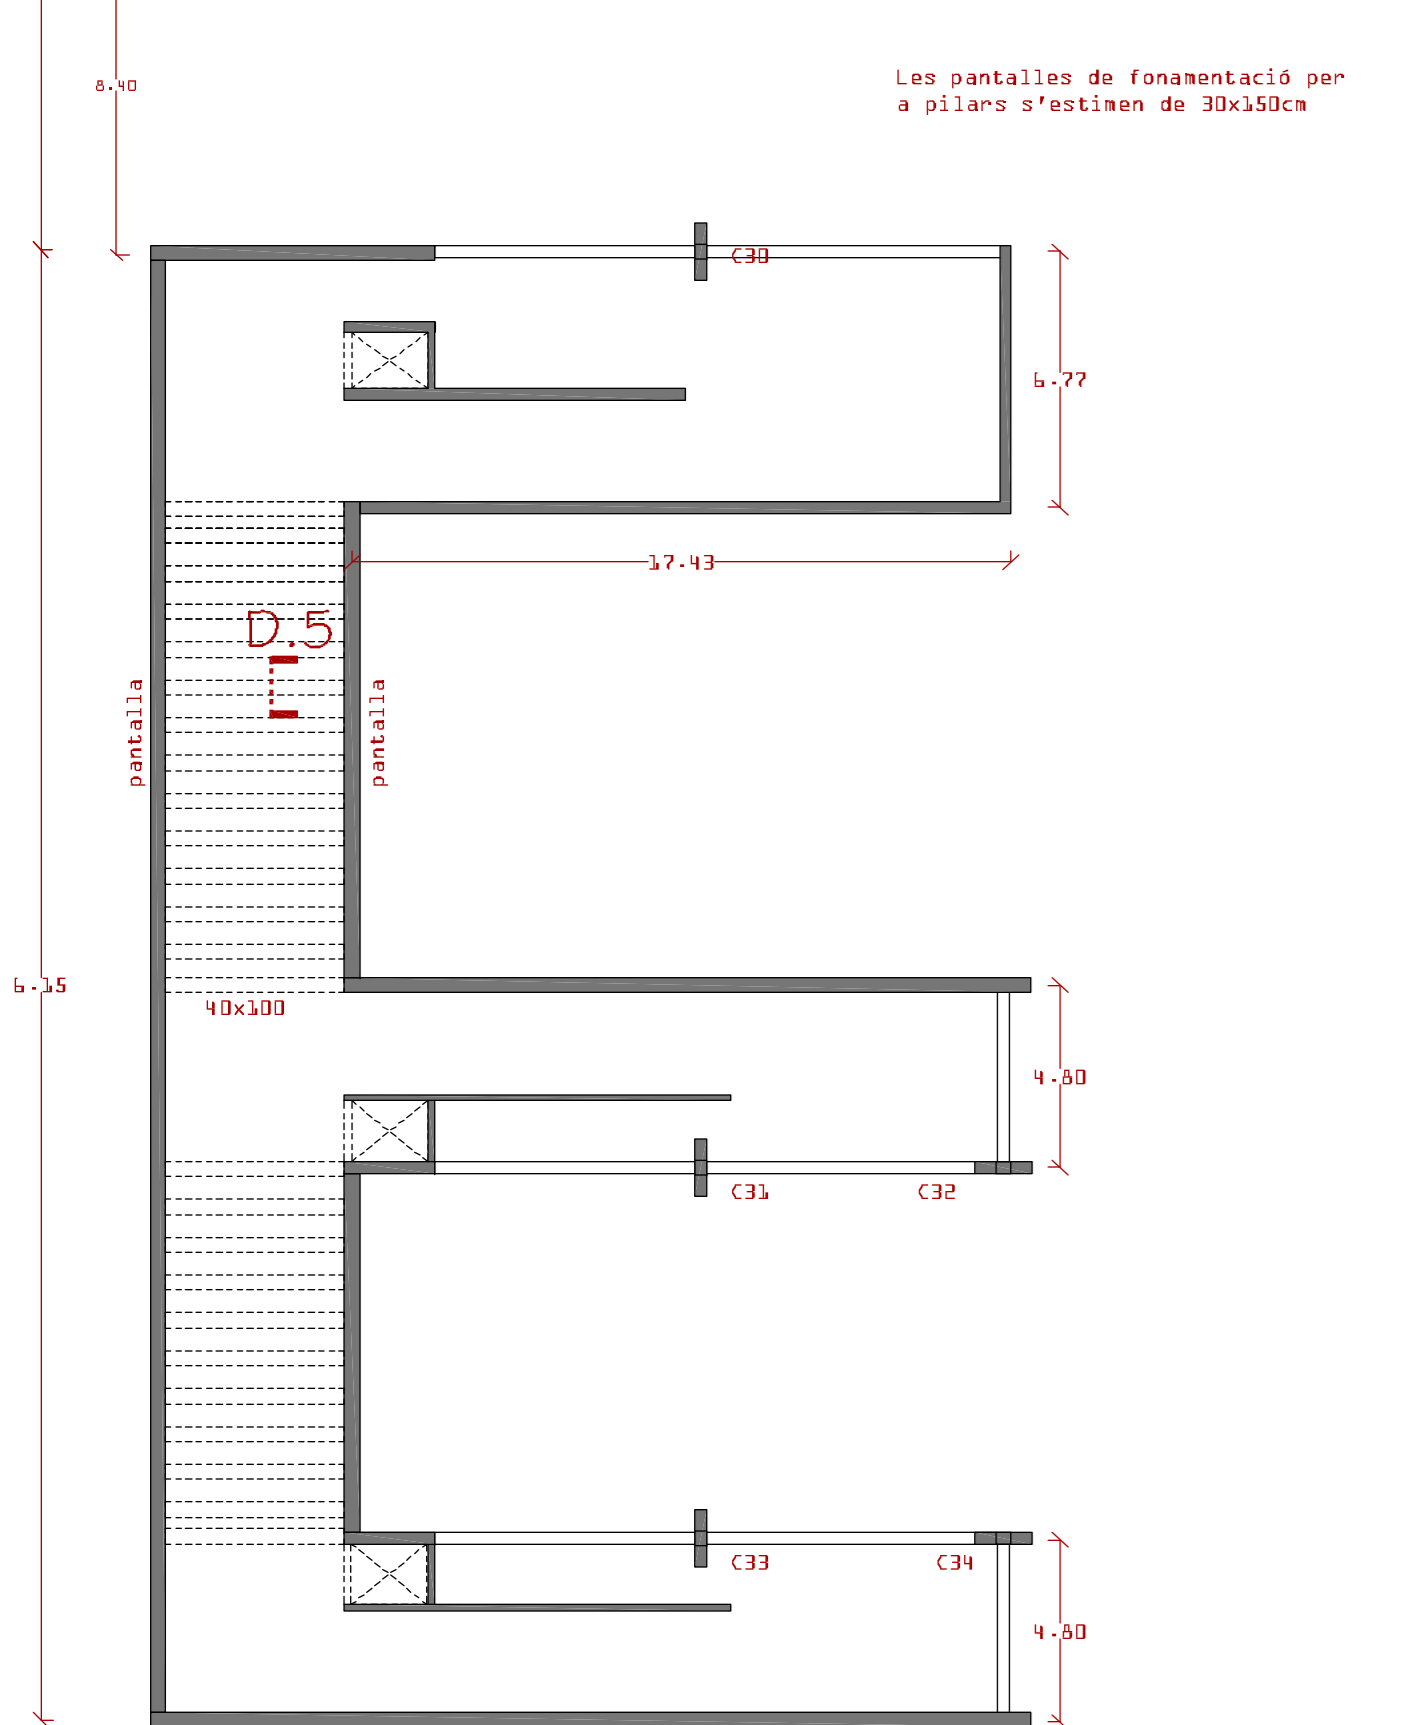 8.40
Les pantalles de fonamentació per
a pilars s'estimen de 30x150cm
C30
6.77
17.43
D.5
pantalla
pantalla
6.15
40x100
4.80
C31
C32
C33
C34
4.80